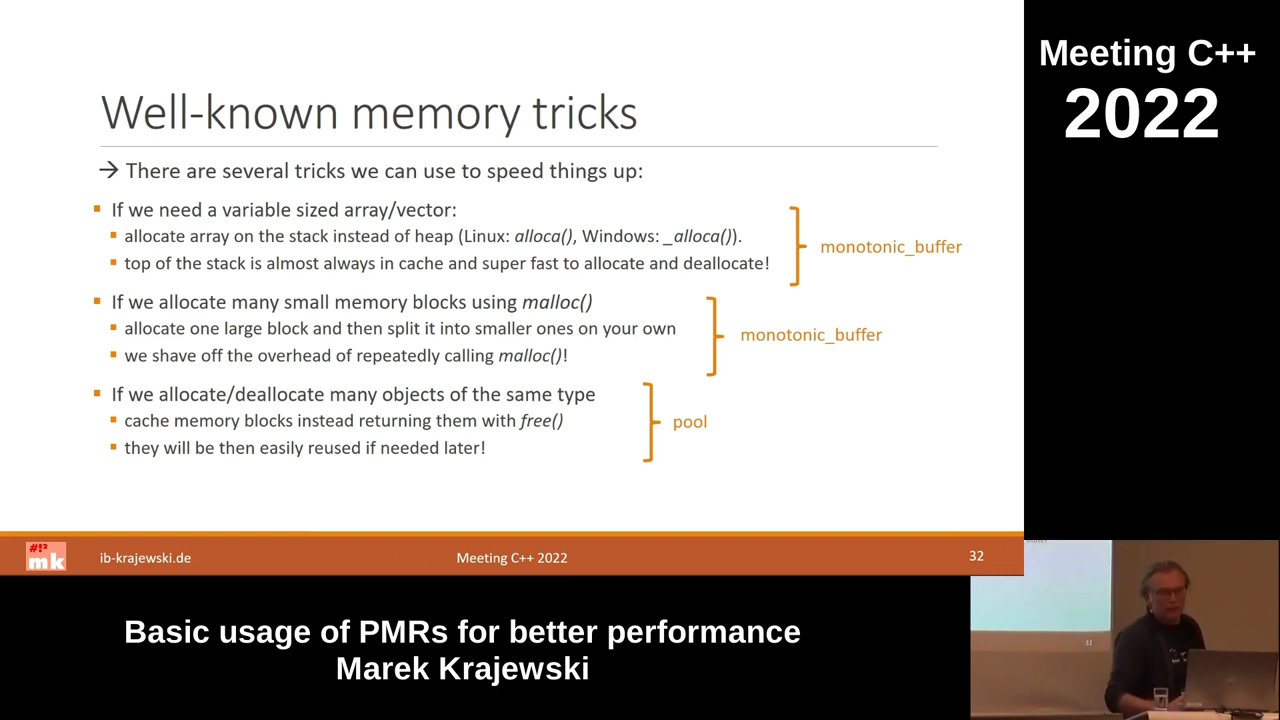 Meeting C++
2022
Well-known memory tricks
→ There are several tricks we can use to speed things up:
▪ If we need a variable sized array/vector:
▪ allocate array on the stack instead of heap (Linux: alloca(), Windows: _alloca()).
▪ top of the stack is almost always in cache and super fast to allocate and deallocate!
monotonic_buffer
▪ If we allocate many small memory blocks using malloc()
▪ allocate one large block and then split it into smaller ones on your own
▪ we shave off the overhead of repeatedly calling malloc()!
monotonic_buffer
▪ If we allocate/deallocate many objects of the same type
▪ cache memory blocks instead returning them with free()
▪ they will be then easily reused if needed later!
pool
#!²
mk
ib-krajewski.de
Meeting C++ 2022
32
Basic usage of PMRs for better performance
Marek Krajewski